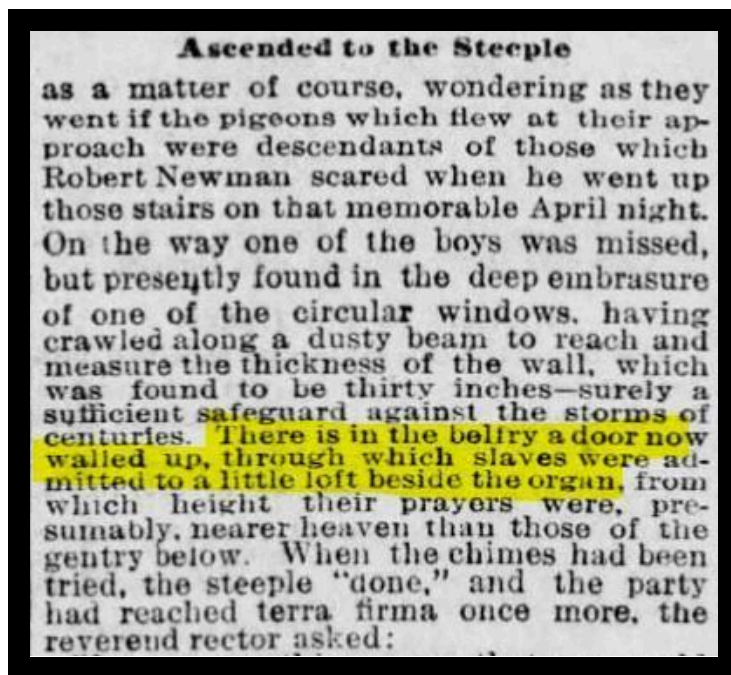 Ascended to the Steeple
as a matter of course, wondering as they
went if the pigeons which flew at their ap-
proach were descendants of those which
Robert Newman scared when he went up
those stairs on that memorable April night.
On the way one of the boys was missed,
but presently found in the deep embrasure
of one of the circular windows, having
crawled along a dusty beam to reach and
measure the thickness of the wall, which
was found to be thirty inches—surely a
sufficient safeguard against the storms of
centuries. There is in the belfry a door now
walled up, through which slaves were ad-
mitted to a little loft beside the organ, from
which height their prayers were, pre-
sumably, nearer heaven than those of the
gentry below. When the chimes had been
tried, the steeple "done," and the party
had reached terra firma once more, the
reverend rector asked: